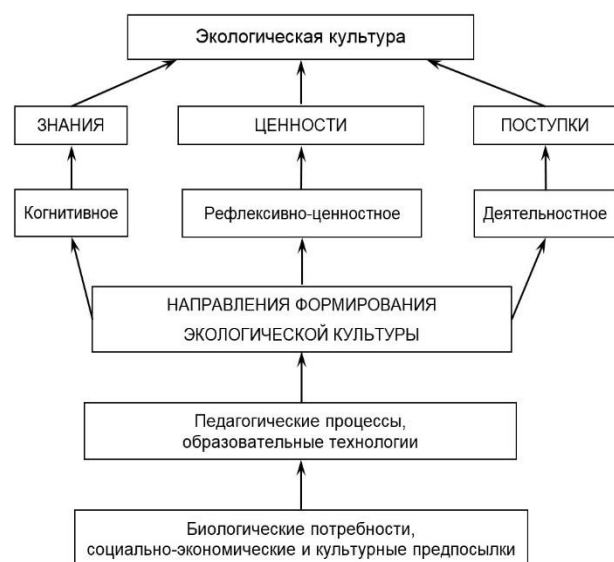 Экологическая культура
ЗНАНИЯ
ЦЕННОСТИ
ПОСТУПКИ
Когнитивное
Рефлексивно-ценностное
Деятельностное
НАПРАВЛЕНИЯ ФОРМИРОВАНИЯ
ЭКОЛОГИЧЕСКОЙ КУЛЬТУРЫ
Педагогические процессы,
образовательные технологии
Биологические потребности,
социально-экономические и культурные предпосылки